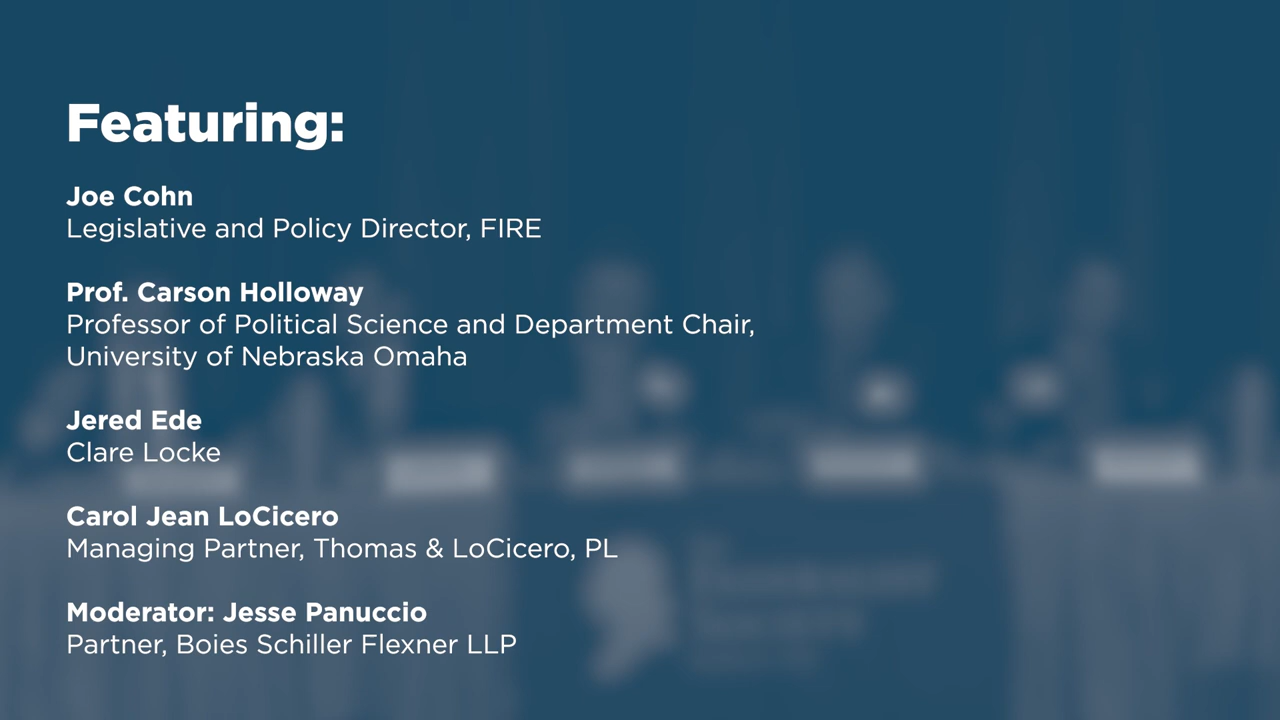 Featuring:
Joe Cohn
Legislative and Policy Director, FIRE
Prof. Carson Holloway
Professor of Political Science and Department Chair,
University of Nebraska Omaha
Jered Ede
Clare Locke
Carol Jean LoCicero
Managing Partner, Thomas & LoCicero, PL
Moderator: Jesse Panuccio
Partner, Boies Schiller Flexner LLP